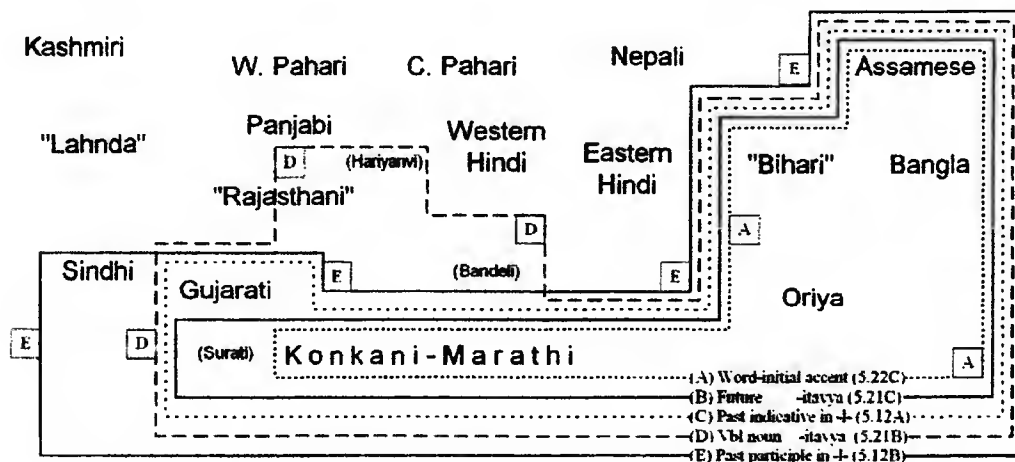 Kashmiri
W. Pahari
C. Pahari
Nepali
E
Assamese
Panjabi
"Lahnda"
D
(Hariyanvi)
Western
Hindi
Eastern
Hindi
"Bihari"
Bangla
"Rajasthani"
D
A
Sindhi
Gujarati
E
(Bandeli)
E
Oriya
E
D
(Surati)
Konkani-Marathi
A
(A) Word-initial accent (5.22C)
(B) Future -itavya (5.21C)
(C) Past indicative in -l- (5.12A)
(D) Vbl noun -itavya (5.21B)
(E) Past participle in -l- (5.12B)